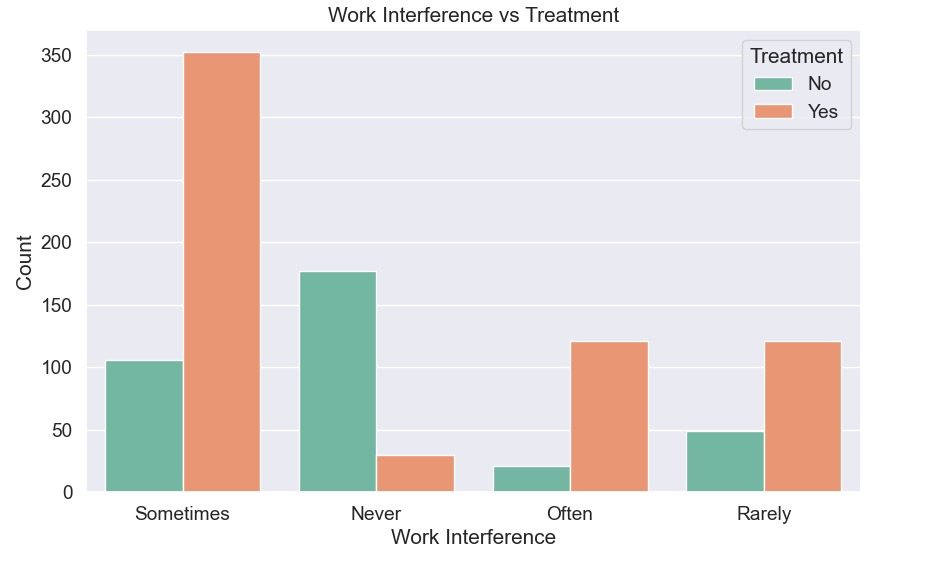 Work Interference vs Treatment
Treatment
No
Yes
350
300
250
200
150
100
50
0
Count
Sometimes Never Often Rarely
Work Interference